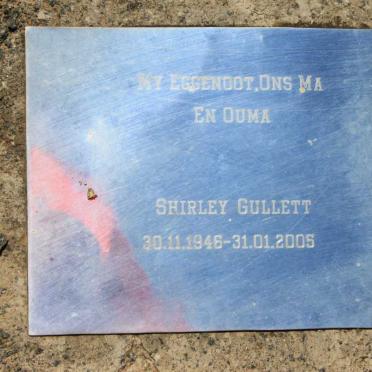 My Eggenoot,Ons Ma
En Ouma
Shirley Gullett
30.11.1946-31.01.2005